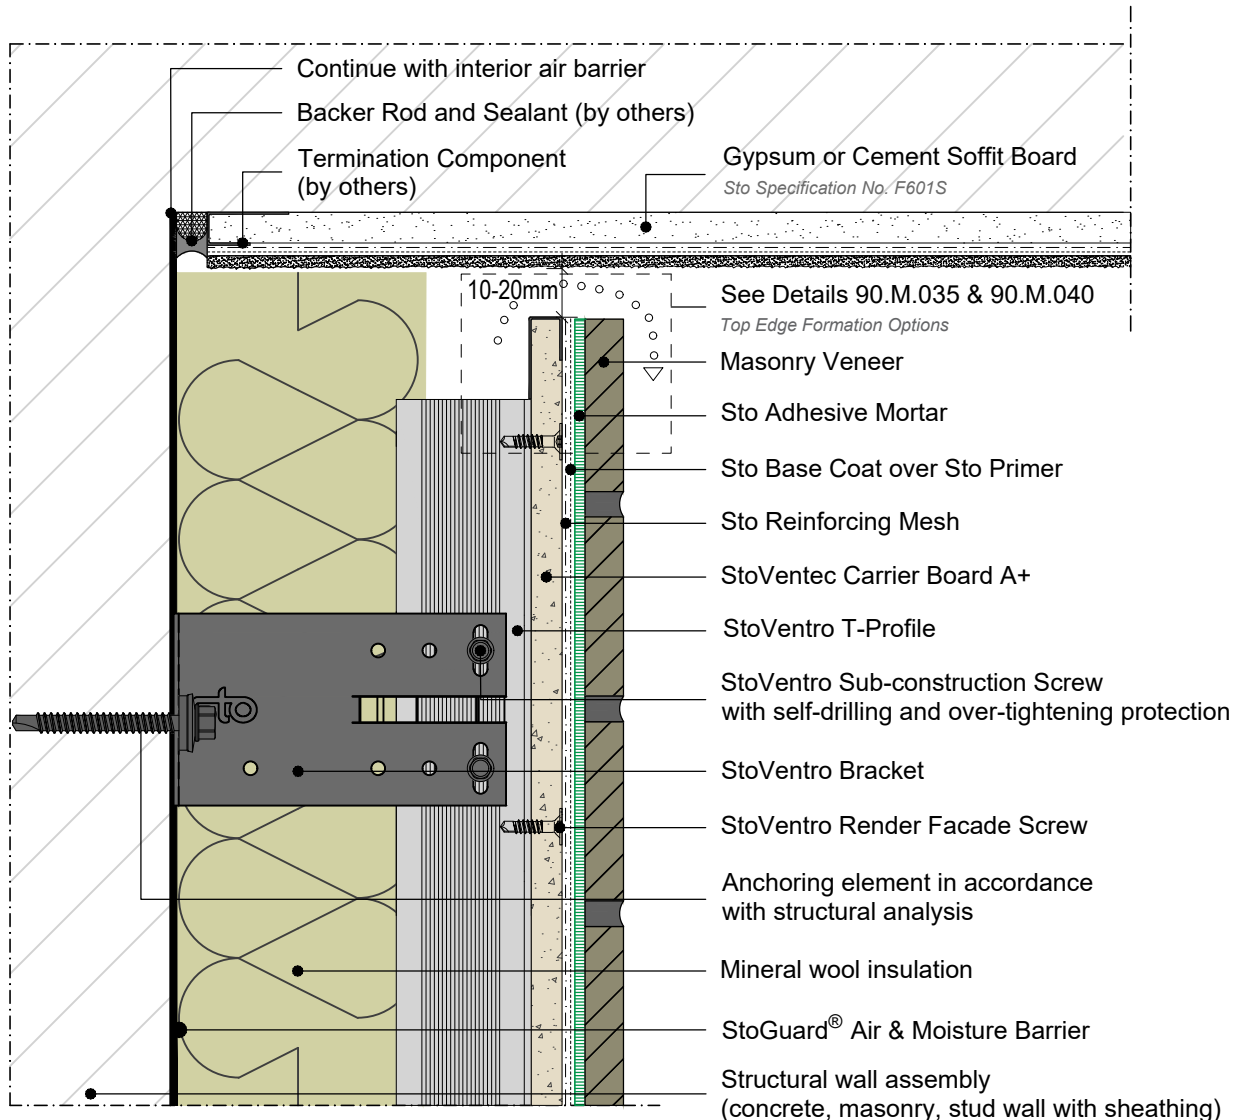 Continue with interior air barrier
Backer Rod and Sealant (by others)
Termination Component
(by others)
Gypsum or Cement Soffit Board
Sto Specification No. F601S
10-20mm
See Details 90.M.035 & 90.M.040
Top Edge Formation Options
Masonry Veneer
Sto Adhesive Mortar
Sto Base Coat over Sto Primer
Sto Reinforcing Mesh
StoVentec Carrier Board A+
StoVentro T-Profile
StoVentro Sub-construction Screw
with self-drilling and over-tightening protection
sto
StoVentro Bracket
StoVentro Render Facade Screw
Anchoring element in accordance
with structural analysis
Mineral wool insulation
StoGuard® Air & Moisture Barrier
Structural wall assembly
(concrete, masonry, stud wall with sheathing)